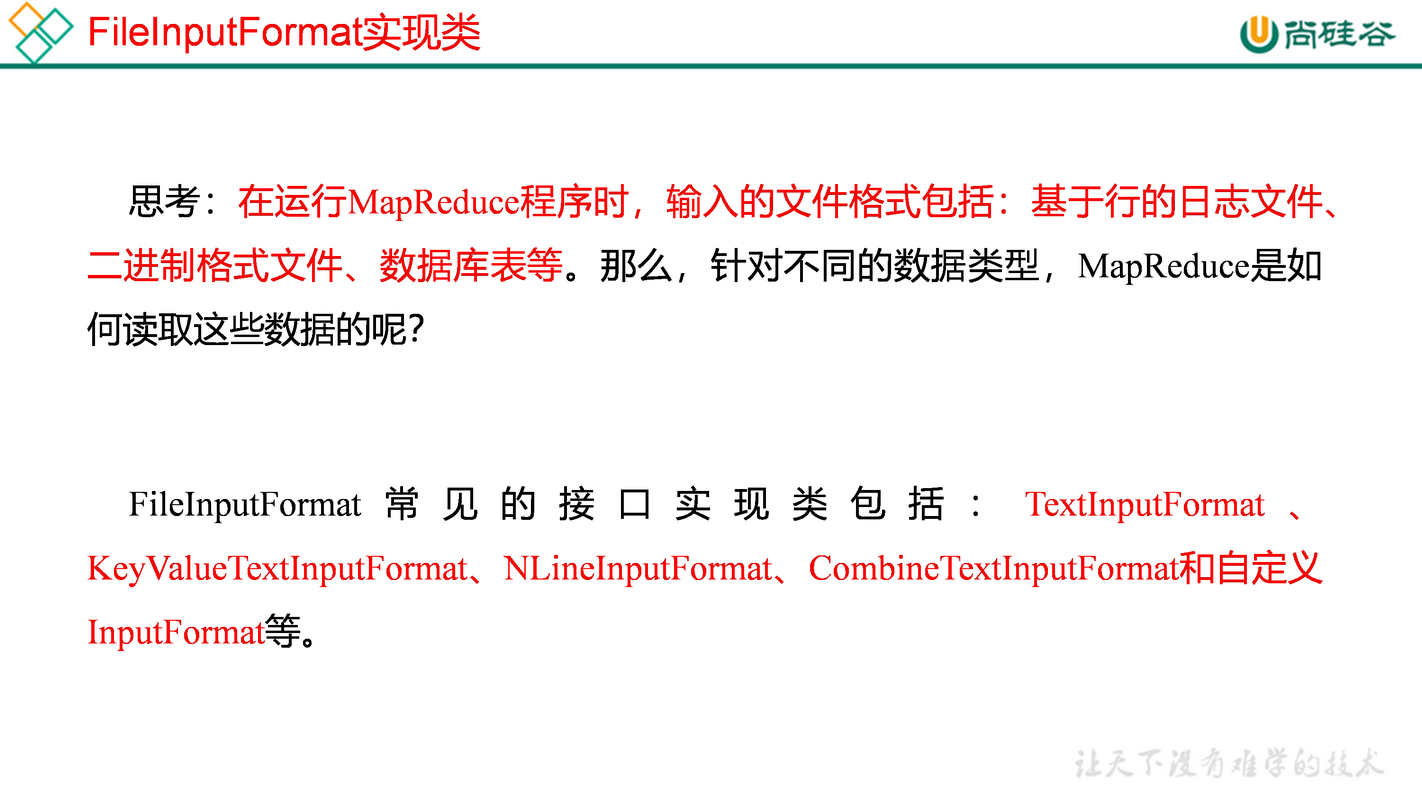 FileInputFormat实现类
尚硅谷
思考：在运行MapReduce程序时，输入的文件格式包括：基于行的日志文件、
二进制格式文件、数据库表等。那么，针对不同的数据类型，MapReduce是如
何读取这些数据的呢？
FileInputFormat常见的接口实现类包括：TextInputFormat、
KeyValueTextInputFormat、NLineInputFormat、CombineTextInputFormat和自定义
InputFormat等。
让天下没有难学的技术